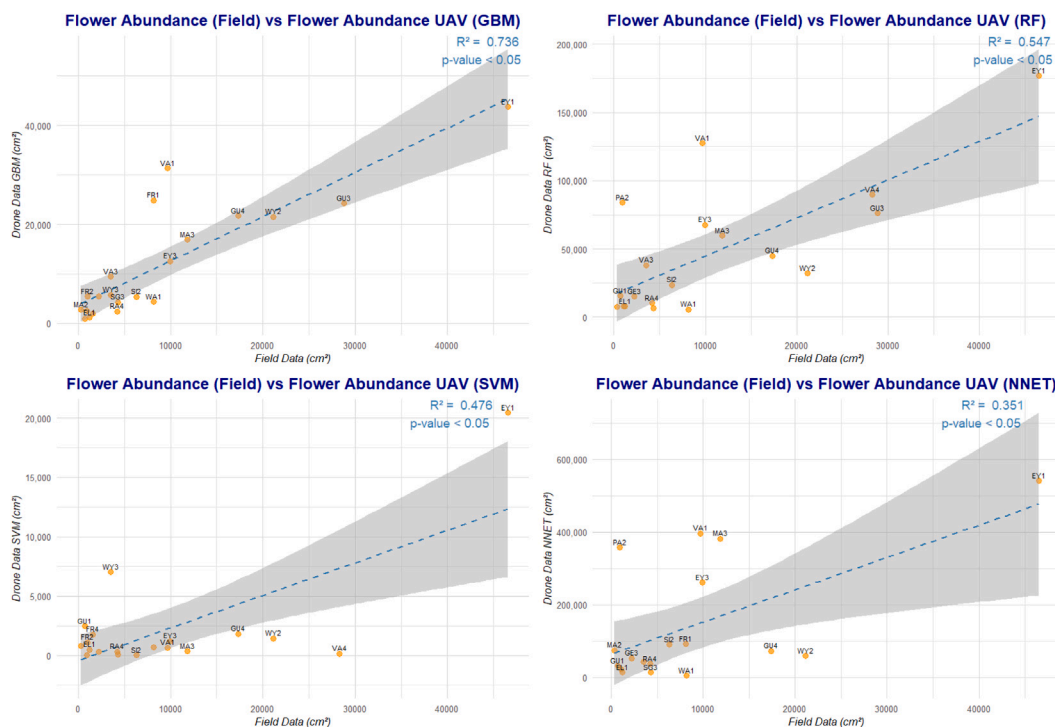 Flower Abundance (Field) vs Flower Abundance UAV (GBM)
R² = 0.736
p-value < 0.05
EY1
40,000
VA1
FR1
Drone Data GBM (cm²)
GU4
WY2
GU3
20,000
MA3
EY3
VA3
FR2
WY3
SG3
SI2
WA1
MA2
EL1
RA4
0
0
10000
20000
30000
40000
Field Data (cm²)
Flower Abundance (Field) vs Flower Abundance UAV (RF)
R² = 0.547
p-value < 0.05
200,000
EY1
150,000
VA1
Drone Data RF (cm²)
100,000
PA2
VA4
GU3
EY3
MA3
50,000
VA3
GU4
WY2
SI2
GU1
GE3
EL1
RA4
WA1
0
0
10000
20000
30000
40000
Field Data (cm²)
Flower Abundance (Field) vs Flower Abundance UAV (SVM)
R² = 0.476
p-value < 0.05
EY1
20,000
15,000
Drone Data SVM (cm²)
10,000
WY3
5,000
GU1
FR4
FR2
EL1
RA4
SI2
EY3
VA1
MA3
GU4
WY2
VA4
0
0
10000
20000
30000
40000
Field Data (cm²)
Flower Abundance (Field) vs Flower Abundance UAV (NNET)
R² = 0.351
p-value < 0.05
600,000
EY1
Drone Data NNET (cm²)
400,000
PA2
VA1
MA3
EY3
200,000
MA2
SI2
FR1
GU1
GE3
RA4
EL1
SG3
WA1
GU4
WY2
0
0
10000
20000
30000
40000
Field Data (cm²)